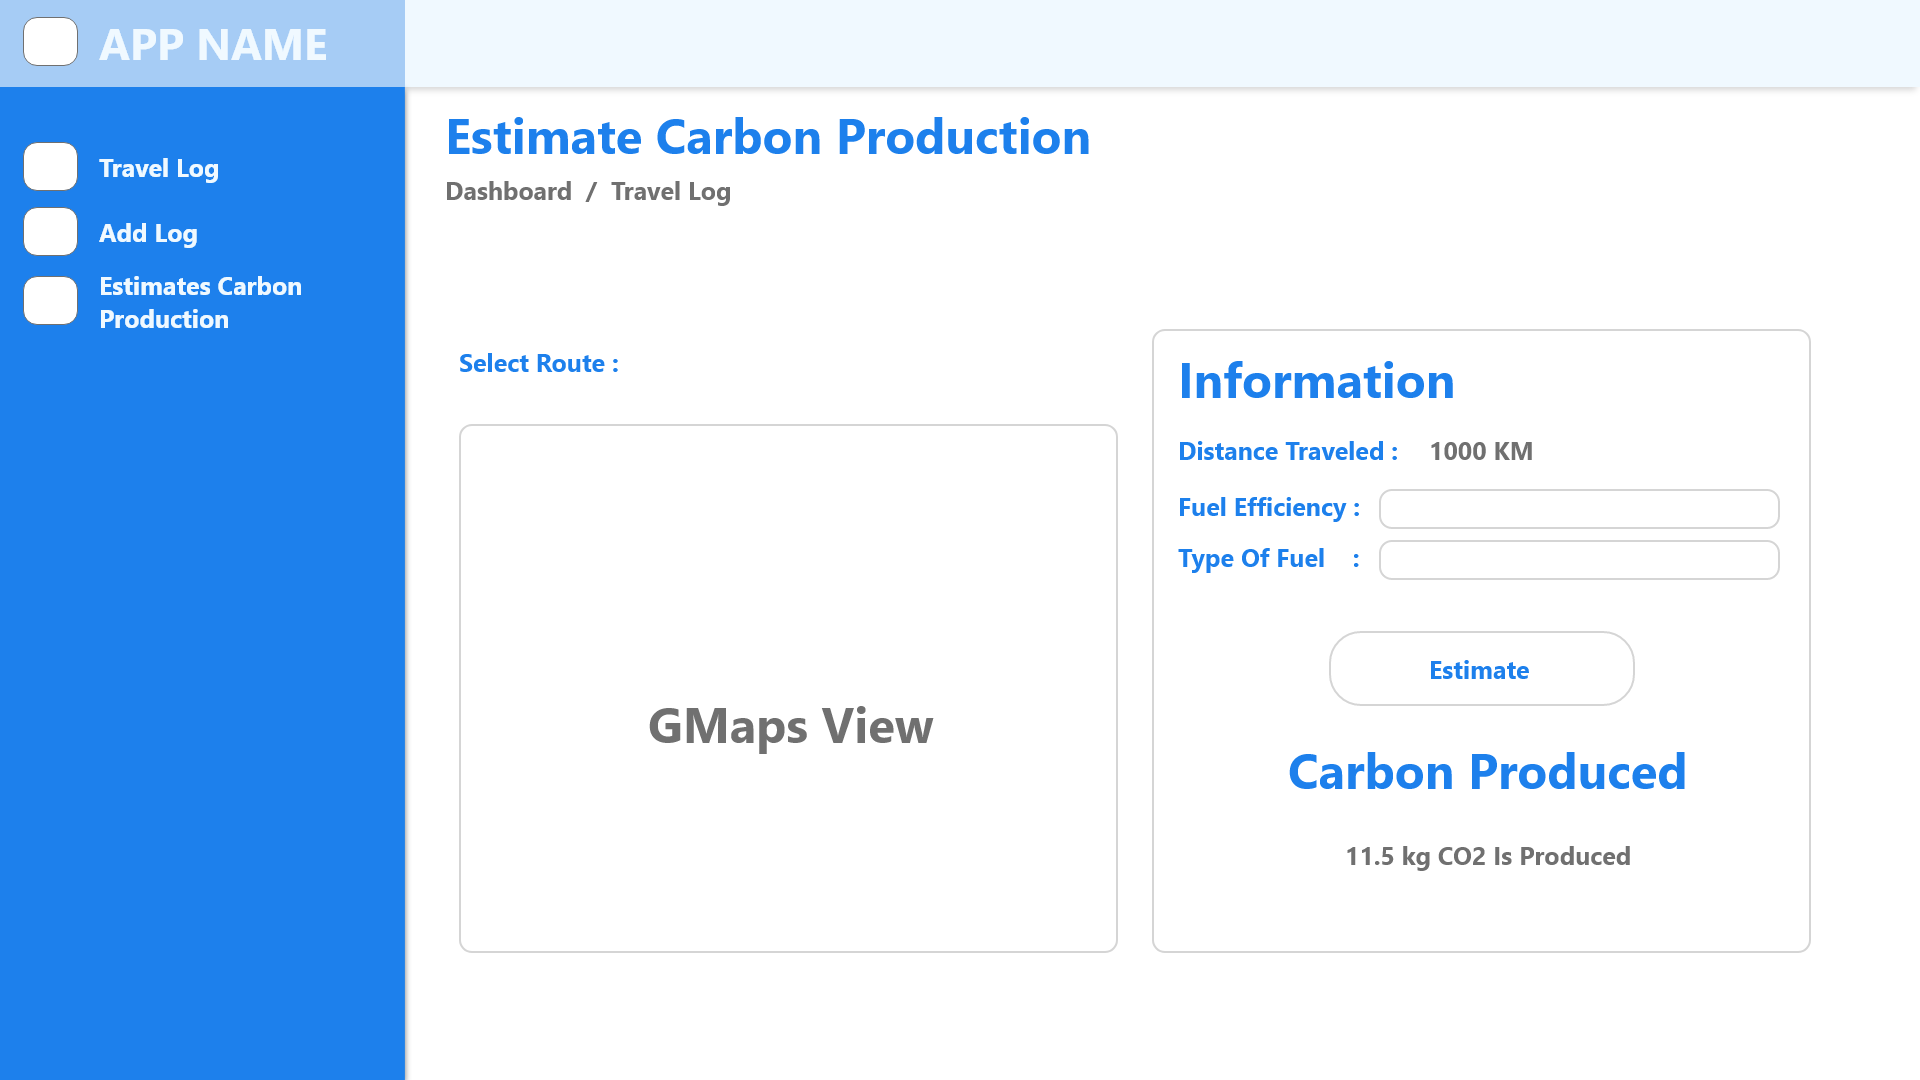 APP NAME
Travel Log
Add Log
Estimates Carbon
Production
Estimate Carbon Production
Dashboard / Travel Log
Select Route :
GMaps View
Information
Distance Traveled : 1000 KM
Fuel Efficiency :
Type Of Fuel :
Estimate
Carbon Produced
11.5 kg CO2 Is Produced